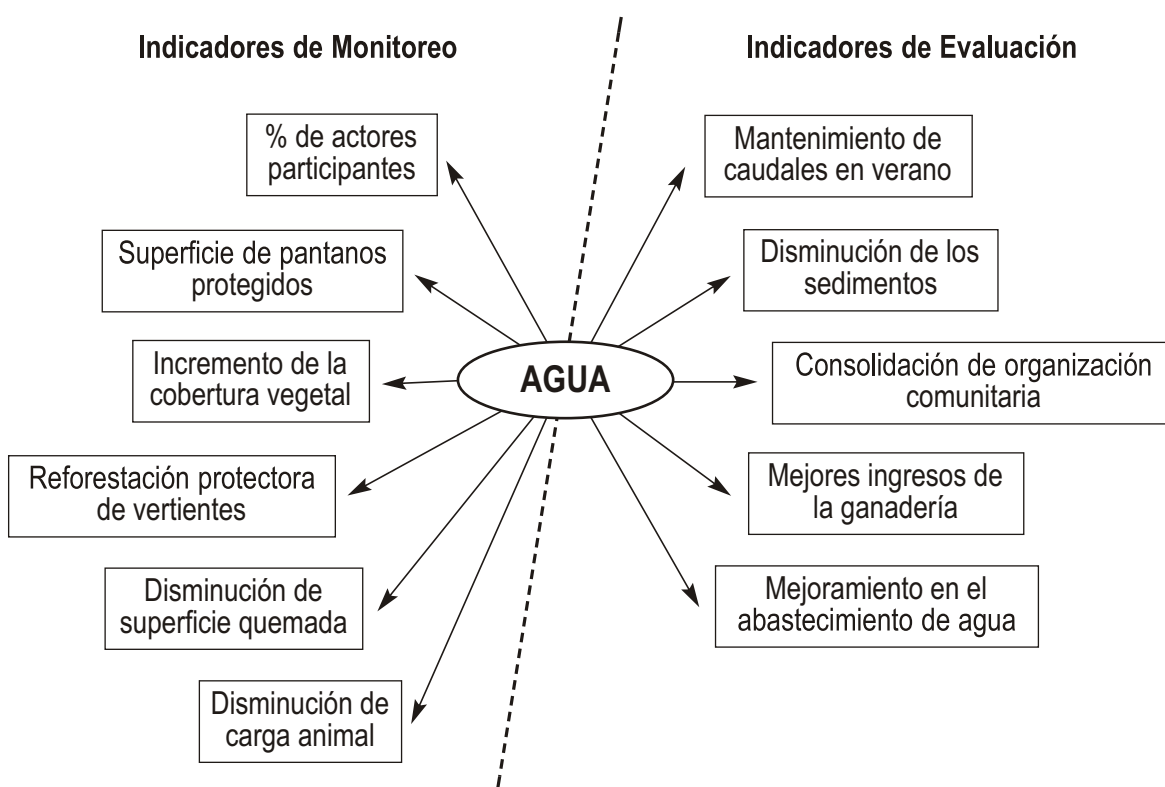 Indicadores de Monitoreo
Indicadores de Evaluación
% de actores
participantes
Superficie de pantanos
protegidos
Incremento de la
cobertura vegetal
Reforestación protectora
de vertientes
Disminución de
superficie quemada
Disminución de
carga animal
AGUA
Mantenimiento de
caudales en verano
Disminución de los
sedimentos
Consolidación de organización
comunitaria
Mejores ingresos de
la ganadería
Mejoramiento en el
abastecimiento de agua